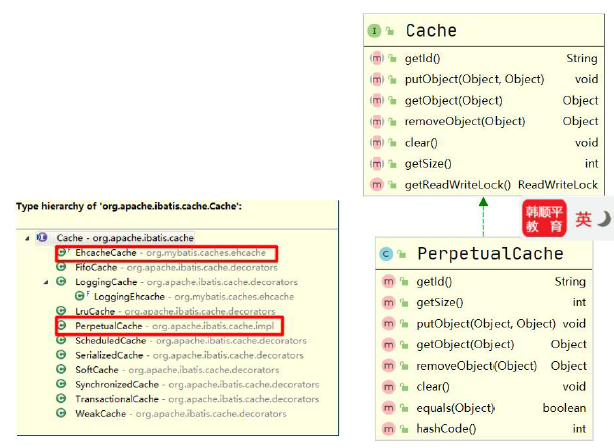 Cache
getId() String
putObject(Object, Object) void
getObject(Object) Object
removeObject(Object) Object
clear() void
getSize() int
getReadWriteLock() ReadWriteLock
韩顺平
教育
英
Type hierarchy of 'org.apache.ibatis.cache.Cache':
Cache - org.apache.ibatis.cache
EhcacheCache - org.mybatis.caches.ehcache
FifoCache - org.apache.ibatis.cache.decorators
LoggingCache - org.apache.ibatis.cache.decorators
LoggingEhcache - org.mybatis.caches.ehcache
LruCache - org.apache.ibatis.cache.decorators
PerpetualCache - org.apache.ibatis.cache.impl
ScheduledCache - org.apache.ibatis.cache.decorators
SerializedCache - org.apache.ibatis.cache.decorators
SoftCache - org.apache.ibatis.cache.decorators
SynchronizedCache - org.apache.ibatis.cache.decorators
TransactionalCache - org.apache.ibatis.cache.decorators
WeakCache - org.apache.ibatis.cache.decorators
PerpetualCache
getId() String
getSize() int
putObject(Object, Object) void
getObject(Object) Object
removeObject(Object) Object
clear() void
equals(Object) boolean
hashCode() int